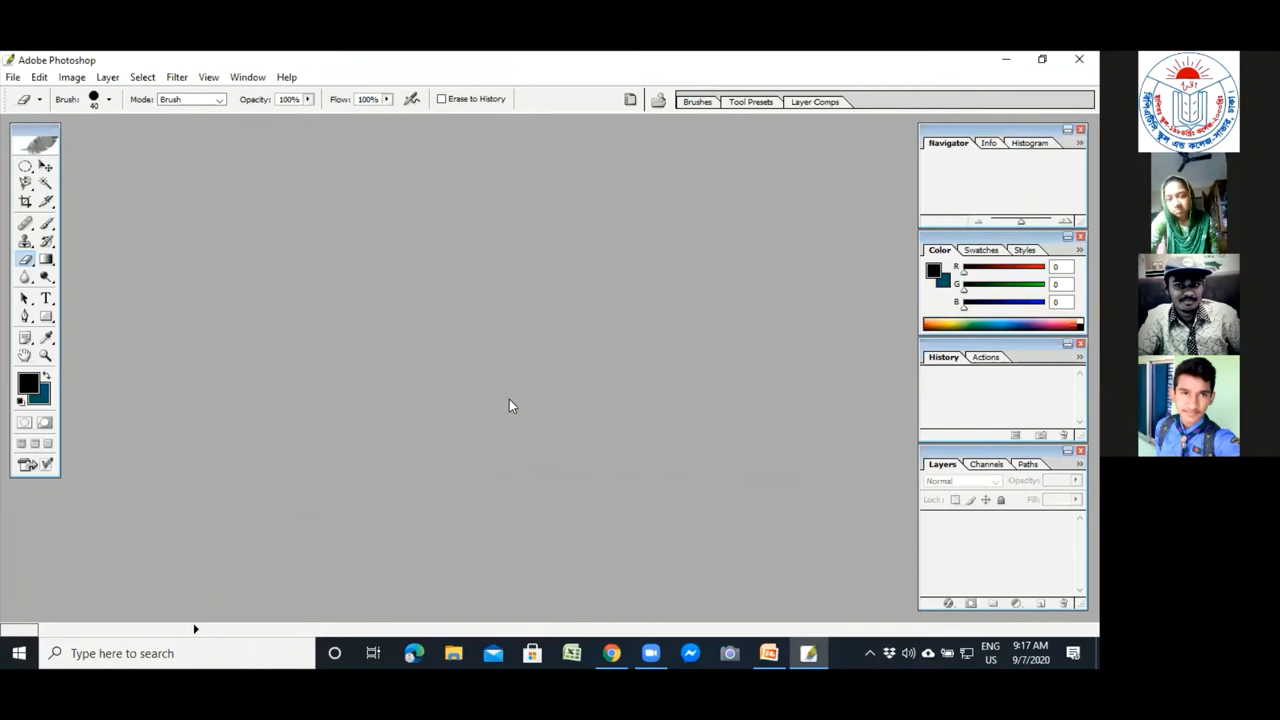 Adobe Photoshop
File Edit Image Layer Select Filter View Window Help
Brush: 40 Mode: Brush Opacity: 100% Flow: 100% Erase to History
Brushes Tool Presets Layer Comps
Navigator Info Histogram
Color Swatches Styles
R 0
G 0
B 0
T
History Actions
Layers Channels Paths
Normal Opacity:
Lock: Fill:
Type here to search
ENG 9:17 AM
US 9/7/2020